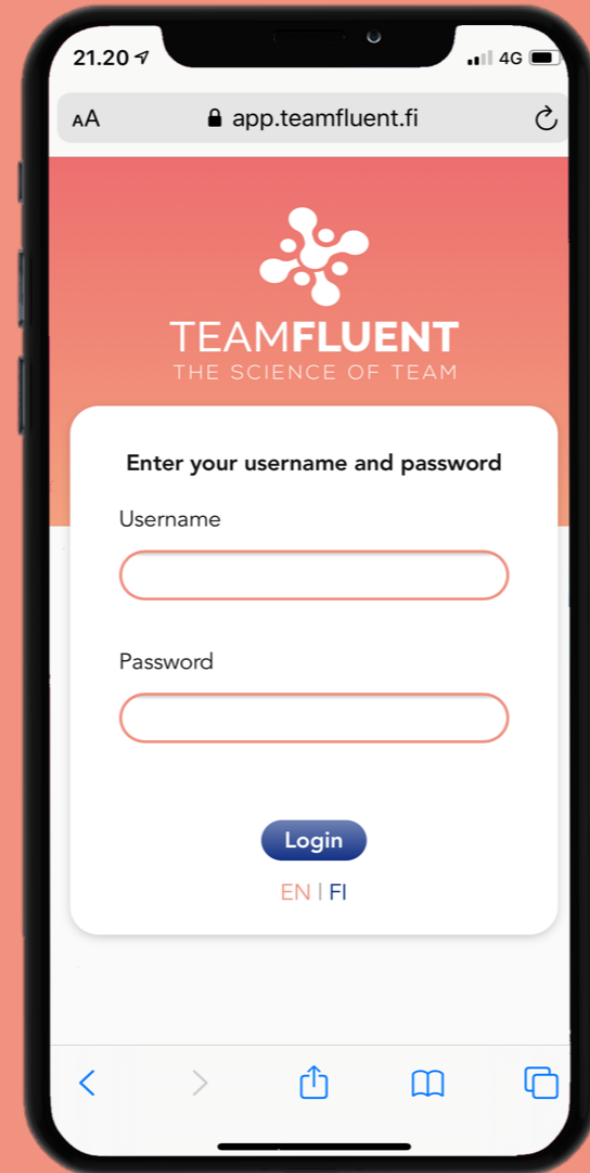 21.20
4G
AA
app.teamfluent.fi
TEAMFLUENT
THE SCIENCE OF TEAM
Enter your username and password
Username
Password
Login
EN | FI